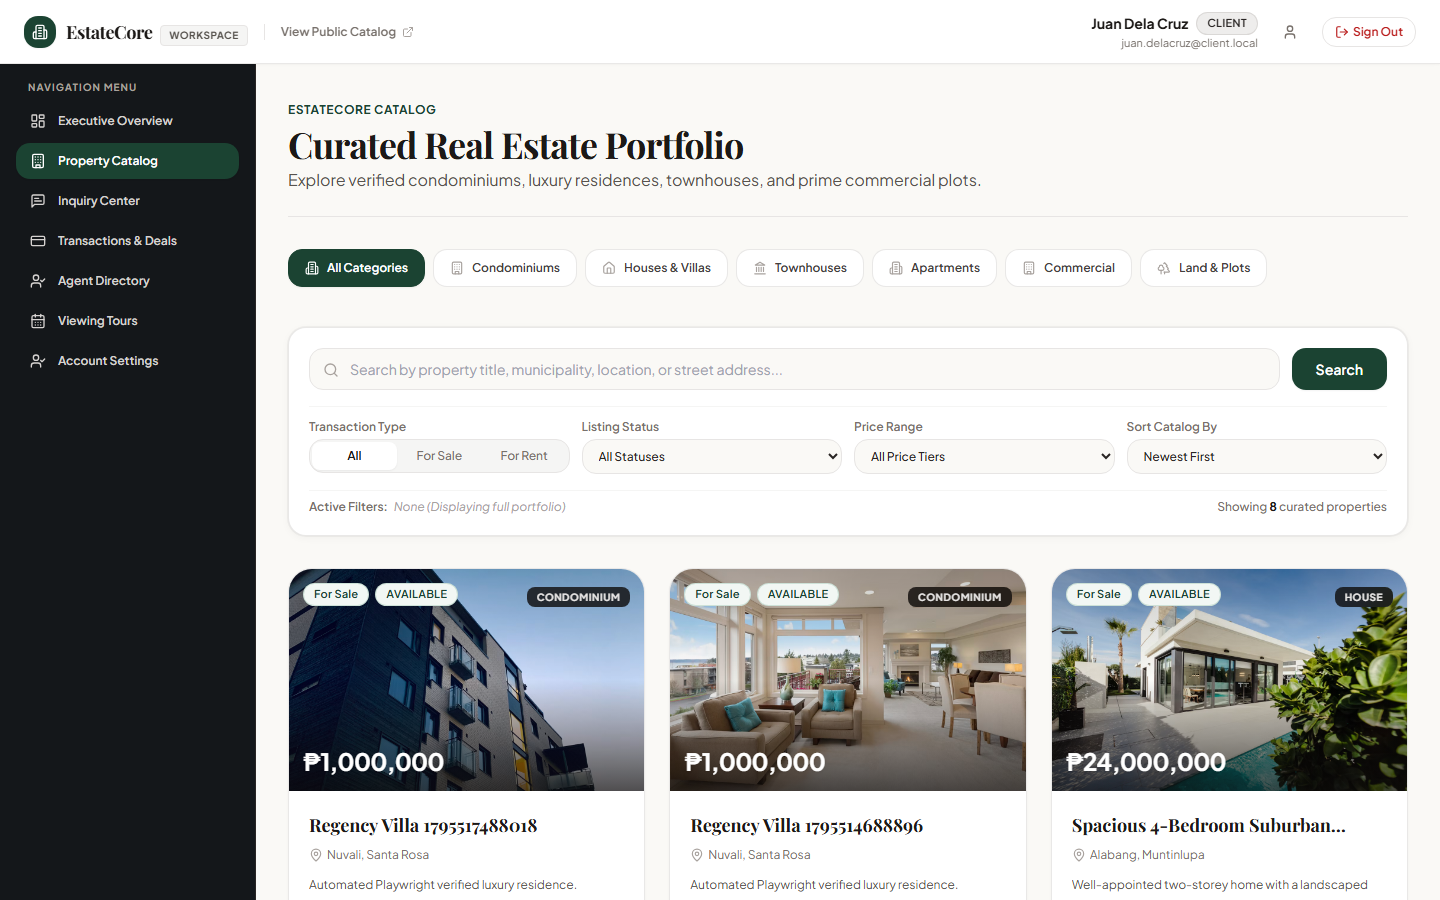 EstateCore WORKSPACE
View Public Catalog
Juan Dela Cruz CLIENT
juan.delacruz@client.local
Sign Out
NAVIGATION MENU
Executive Overview
Property Catalog
Inquiry Center
Transactions & Deals
Agent Directory
Viewing Tours
Account Settings
ESTATECORE CATALOG
Curated Real Estate Portfolio
Explore verified condominiums, luxury residences, townhouses, and prime commercial plots.
All Categories Condominiums Houses & Villas Townhouses Apartments Commercial Land & Plots
Search by property title, municipality, location, or street address...
Search
Transaction Type Listing Status Price Range Sort Catalog By
All For Sale For Rent All Statuses All Price Tiers Newest First
Active Filters: None (Displaying full portfolio) Showing 8 curated properties
For Sale AVAILABLE CONDOMINIUM
₱1,000,000
Regency Villa 1795517488018
Nuvali, Santa Rosa
Automated Playwright verified luxury residence.
For Sale AVAILABLE CONDOMINIUM
₱1,000,000
Regency Villa 1795514688896
Nuvali, Santa Rosa
Automated Playwright verified luxury residence.
For Sale AVAILABLE HOUSE
₱24,000,000
Spacious 4-Bedroom Suburban...
Alabang, Muntinlupa
Well-appointed two-storey home with a landscaped